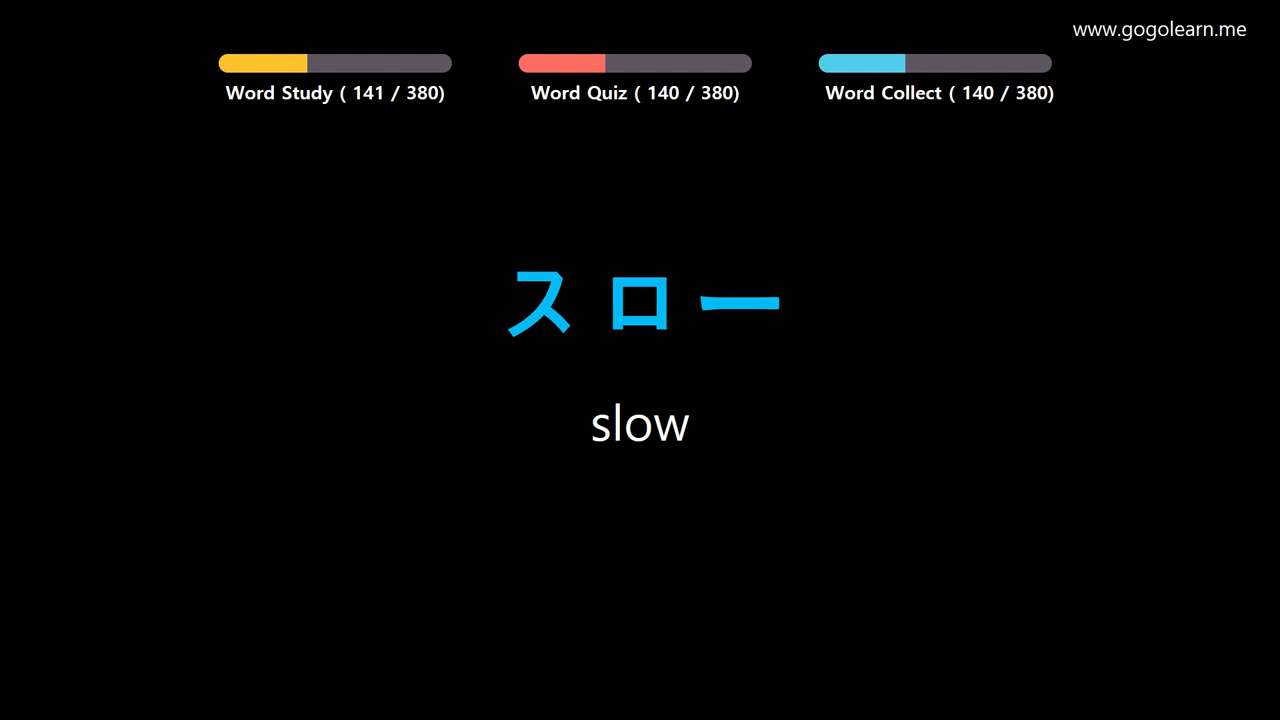 www.gogolearn.me
Word Study ( 141 / 380)
Word Quiz ( 140 / 380)
Word Collect ( 140 / 380)
スロー
slow